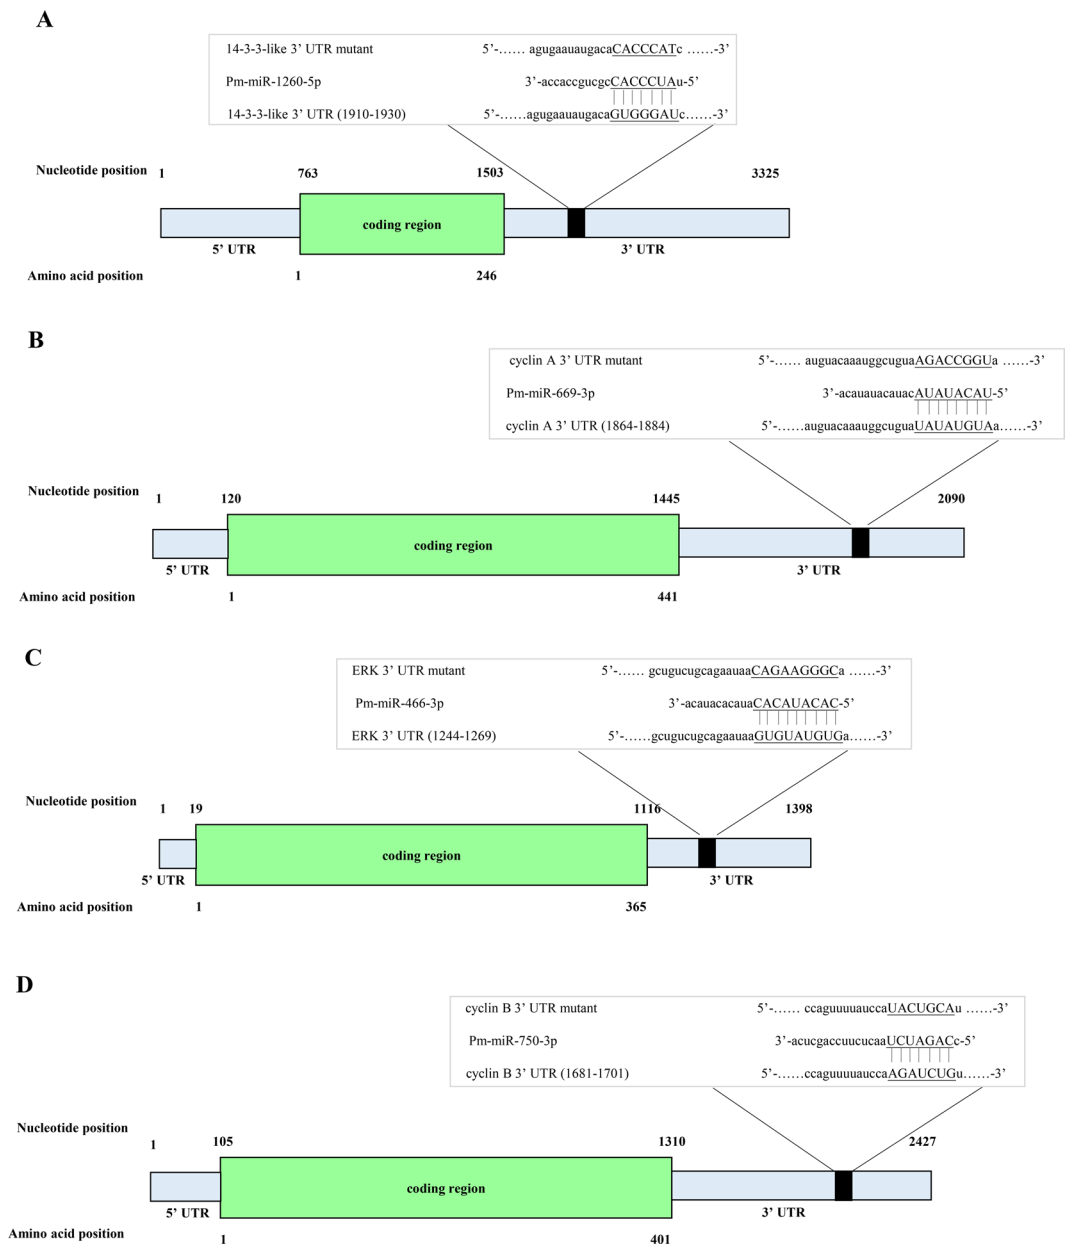 A
14-3-3-like 3’ UTR mutant 5’-…… agugaauaugacaCACCCATc ……-3’
Pm-miR-1260-5p 3’-accaccgucgcCACCCUAu-5’
14-3-3-like 3’ UTR (1910-1930) 5’-……agugaauaugacaGUGGGAUc……-3’
Nucleotide position 1 763 1503 3325
coding region
5’ UTR 3’ UTR
Amino acid position 1 246
B
cyclin A 3’ UTR mutant 5’-…… auguacaaauggcuguaAGACCGGUa ……-3’
Pm-miR-669-3p 3’-acauauacauacAUAUACAU-5’
cyclin A 3’ UTR (1864-1884) 5’-……auguacaaauggcuguaUAUAUGUAa……-3’
Nucleotide position 1 120 1445 2090
coding region
5’ UTR 3’ UTR
Amino acid position 1 441
C
ERK 3’ UTR mutant 5’-…… gcugucugcagaauaaCAGAAGGGCa ……-3’
Pm-miR-466-3p 3’-acauacacauaCACAUACAC-5’
ERK 3’ UTR (1244-1269) 5’-……gcugucugcagaauaaGUGUAUGUGa……-3’
Nucleotide position 1 19 1116 1398
coding region
5’ UTR 3’ UTR
Amino acid position 1 365
D
cyclin B 3’ UTR mutant 5’-…… ccaguuuuauccaUACUGCAu ……-3’
Pm-miR-750-3p 3’-acucgaccuucucaaUCUAGACc-5’
cyclin B 3’ UTR (1681-1701) 5’-……ccaguuuuauccaAGAUCUGu……-3’
Nucleotide position 1 105 1310 2427
coding region
5’ UTR 3’ UTR
Amino acid position 1 401